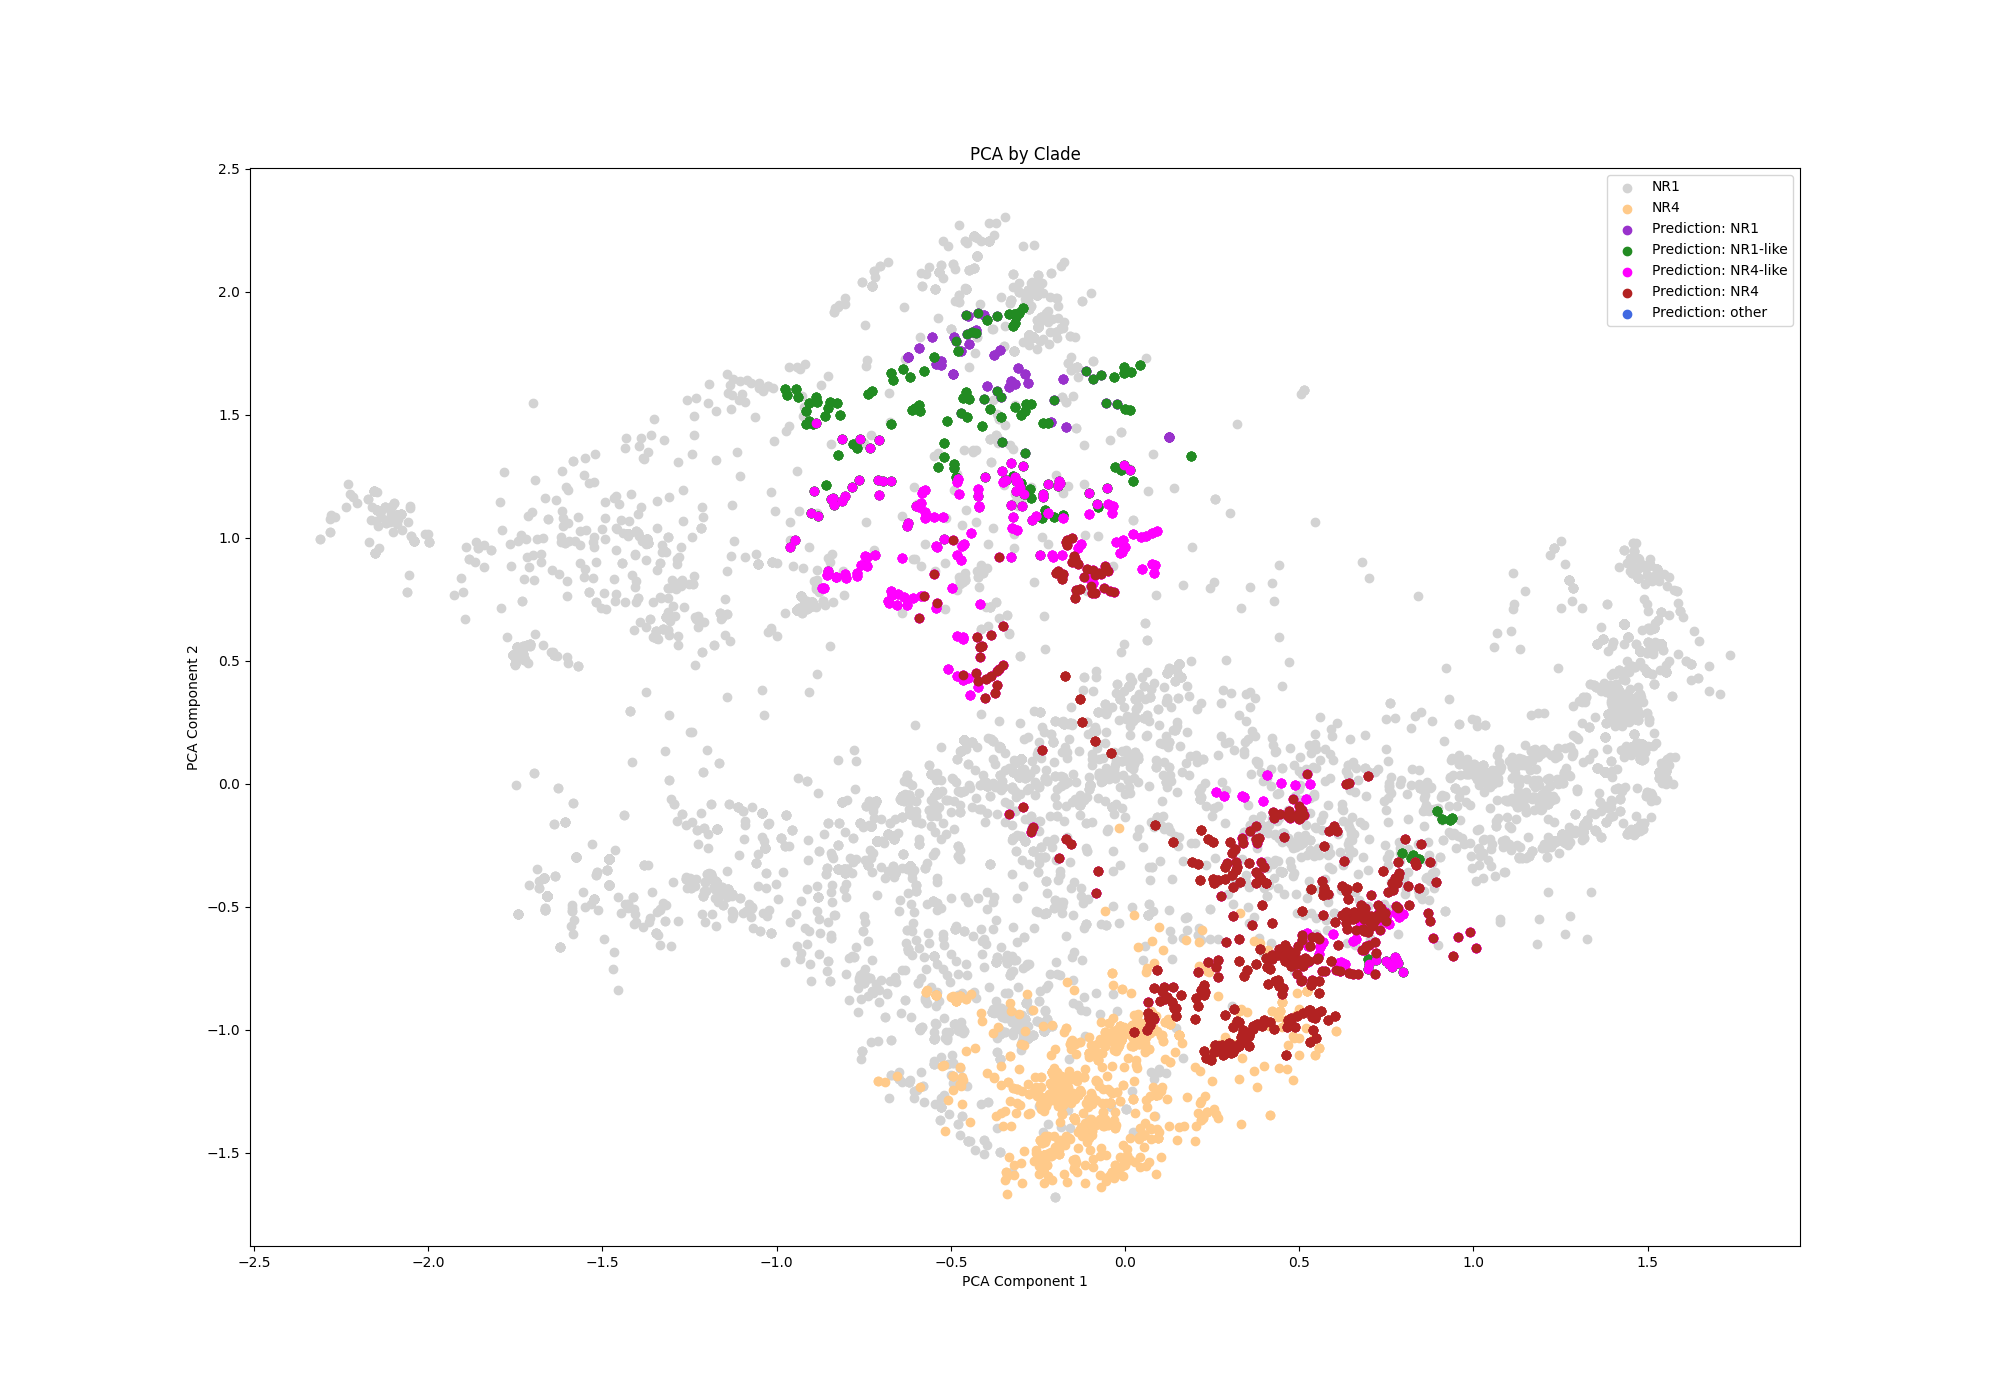 PCA by Clade
NR1
NR4
Prediction: NR1
Prediction: NR1-like
Prediction: NR4-like
Prediction: NR4
Prediction: other
2.5
2.0
1.5
1.0
0.5
0.0
−0.5
−1.0
−1.5
PCA Component 2
−2.5 −2.0 −1.5 −1.0 −0.5 0.0 0.5 1.0 1.5
PCA Component 1